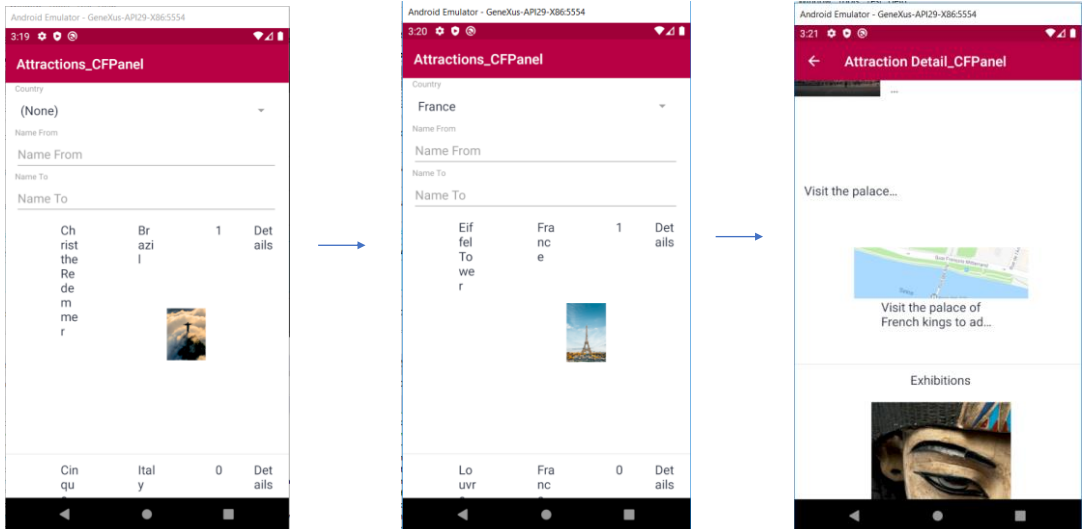 Android Emulator - GeneXus-API29-X86:5554
3:19
Attractions_CFPanel
Country
(None)
Name From
Name From
Name To
Name To
Ch
rist
the
Re
de
m
me
r
Br
azi
l
1
Det
ails
Cin
qu
Ital
y
0
Det
ails
Android Emulator - GeneXus-API29-X86:5554
3:20
Attractions_CFPanel
Country
France
Name From
Name From
Name To
Name To
Eif
fel
To
we
r
Fra
nc
e
1
Det
ails
Lo
uvr
Fra
nc
0
Det
ails
Android Emulator - GeneXus-API29-X86:5554
3:21
Attraction Detail_CFPanel
...
Visit the palace...
Visit the palace of
French kings to ad...
Exhibitions